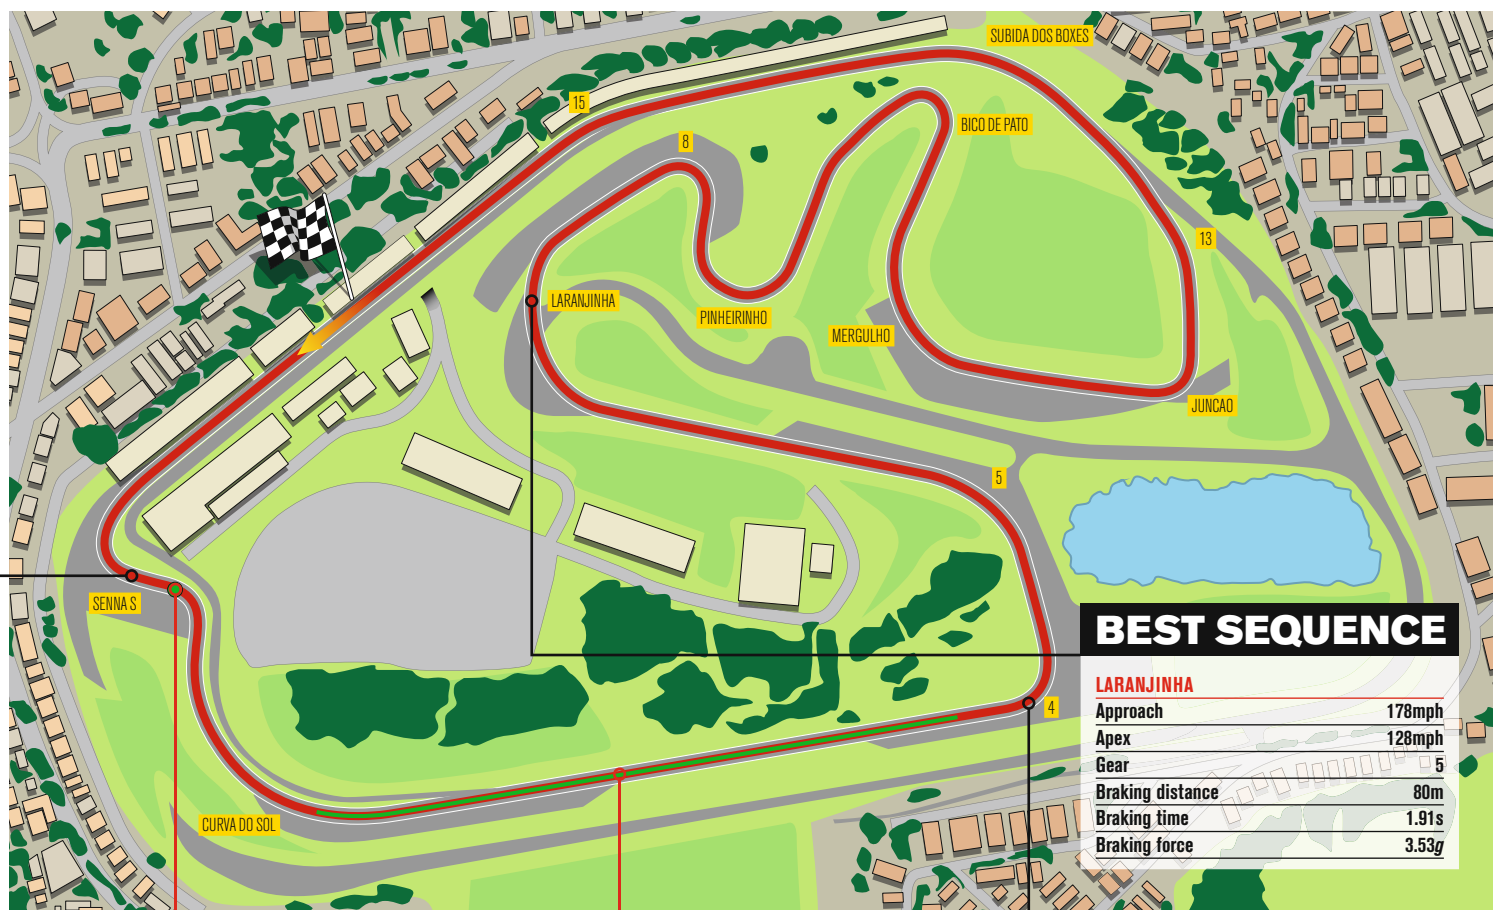 SUBIDA DOS BOXES
15
BICO DE PATO
8
13
LARANJINHA
PINHEIRINHO
MERGULHO
JUNCAO
5
SENNA S
4
CURVA DO SOL
BEST SEQUENCE
LARANJINHA
Approach 178mph
Apex 128mph
Gear 5
Braking distance 80m
Braking time 1.91s
Braking force 3.53g